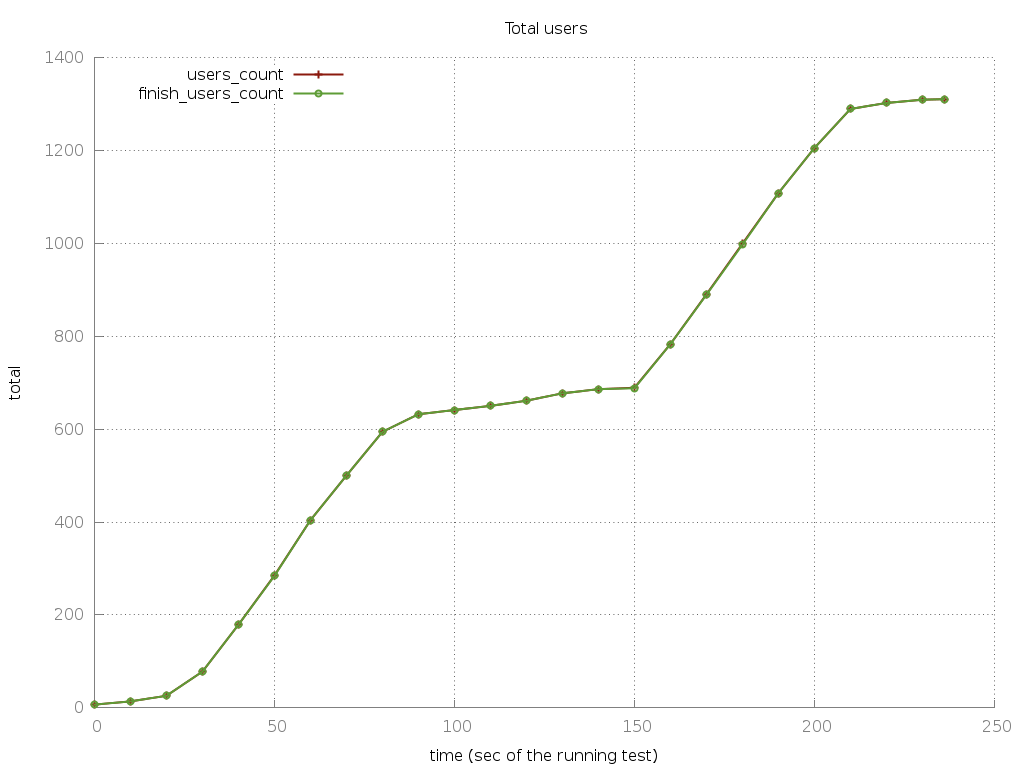 Total users
users_count
finish_users_count
1400
1200
1000
800
600
400
200
0
total
0 50 100 150 200 250
time (sec of the running test)